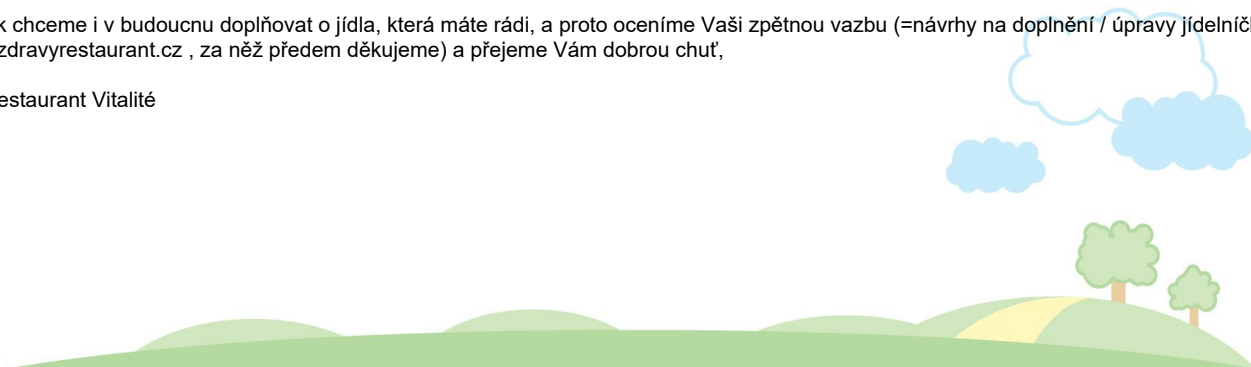 k chceme i v budoucnu doplňovat o jídla, která máte rádi, a proto oceníme Vaši zpětnou vazbu (=návrhy na doplnění / úpravy jídelníč
zdravyrestaurant.cz , za něž předem děkujeme) a přejeme Vám dobrou chuť,
estaurant Vitalité